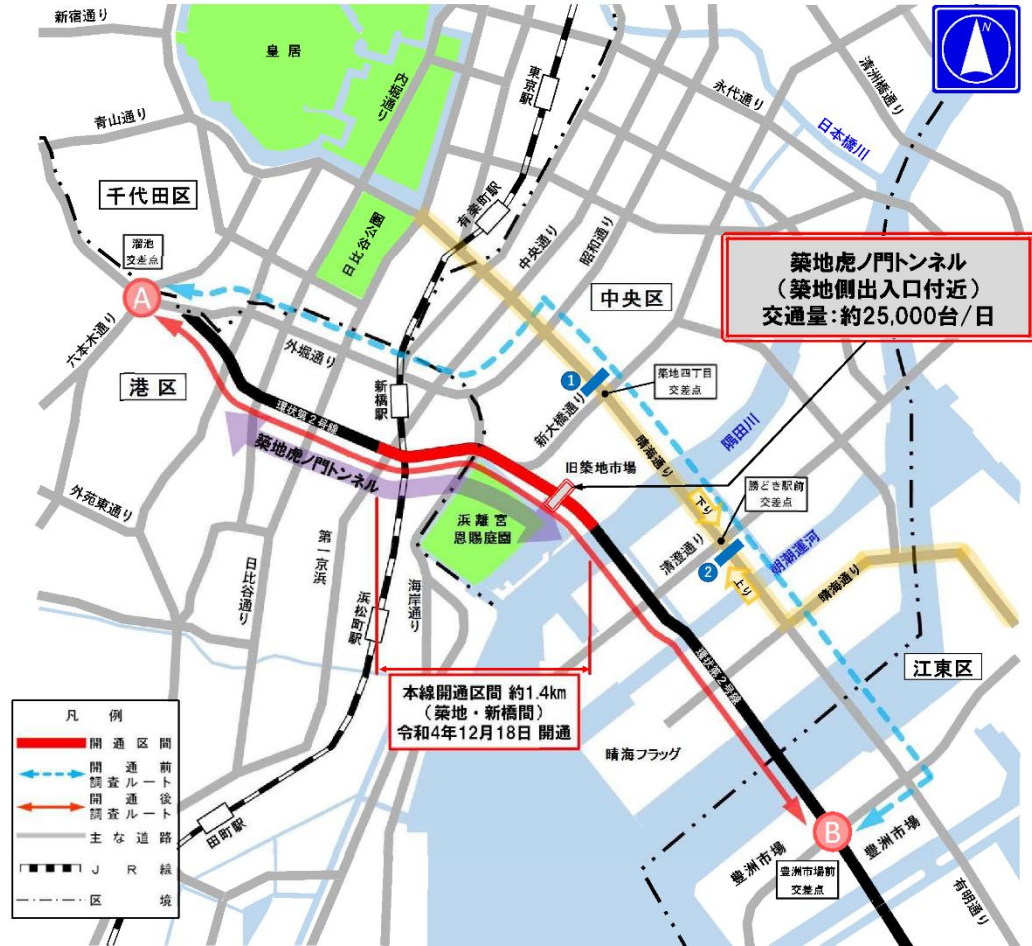 新宿通り
皇居
内堀通り
東京駅
永代通り
清洲橋通り
N
日本橋川
青山通り
千代田区
日比谷公園
有楽町駅
中央通り
昭和通り
溜池
交差点
A
六本木通り
中央区
築地虎ノ門トンネル
(築地側出入口付近)
交通量:約25,000台/日
外堀通り
港区
新橋駅
1
築地四丁目
交差点
新大橋通り
環状第2号線
築地虎ノ門トンネル
晴海通り
隅田川
旧築地市場
下り
勝どき駅前
交差点
外苑東通り
浜離宮
恩賜庭園
清澄通り
2
朝潮運河
上り
晴海通り
第一京浜
日比谷通り
海岸通り
浜松町駅
環状第2号線
江東区
本線開通区間 約1.4km
(築地・新橋間)
令和4年12月18日 開通
晴海フラッグ
凡例
開通区間
開通前
調査ルート
開通後
調査ルート
主な道路
JR線
区境
田町駅
B
豊洲市場
豊洲市場
豊洲市場前
交差点
有明通り